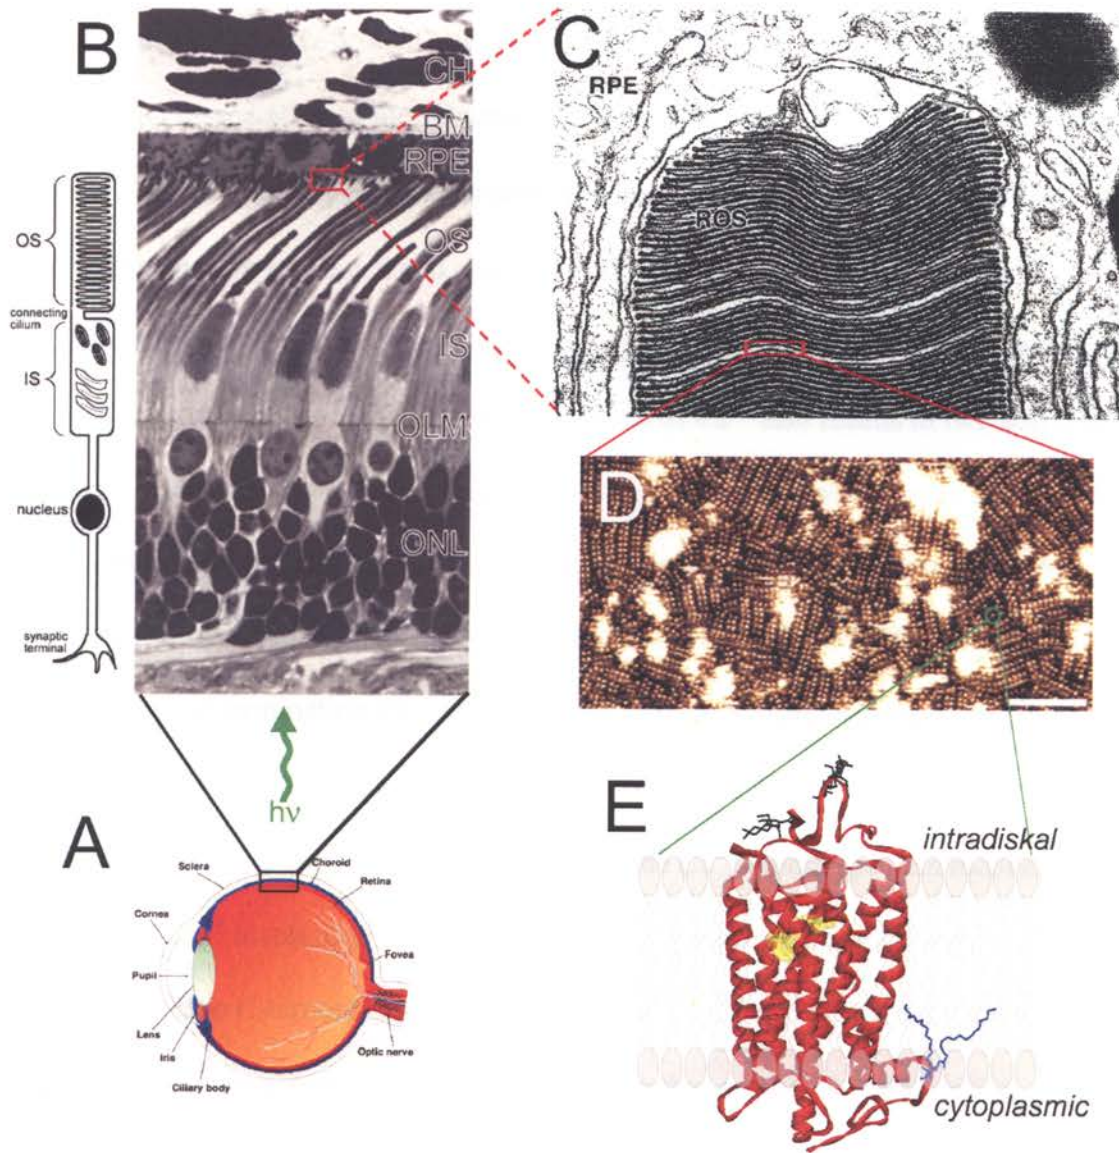 B
CH
BM
RPE
OS
IS
OLM
ONL
OS
connecting
cilium
IS
nucleus
synaptic
terminal
C
RPE
ROS
D
hν
A
Sclera
Choroid
Retina
Cornea
Fovea
Pupil
Lens
Iris
Optic nerve
Ciliary body
E
intradiskal
cytoplasmic